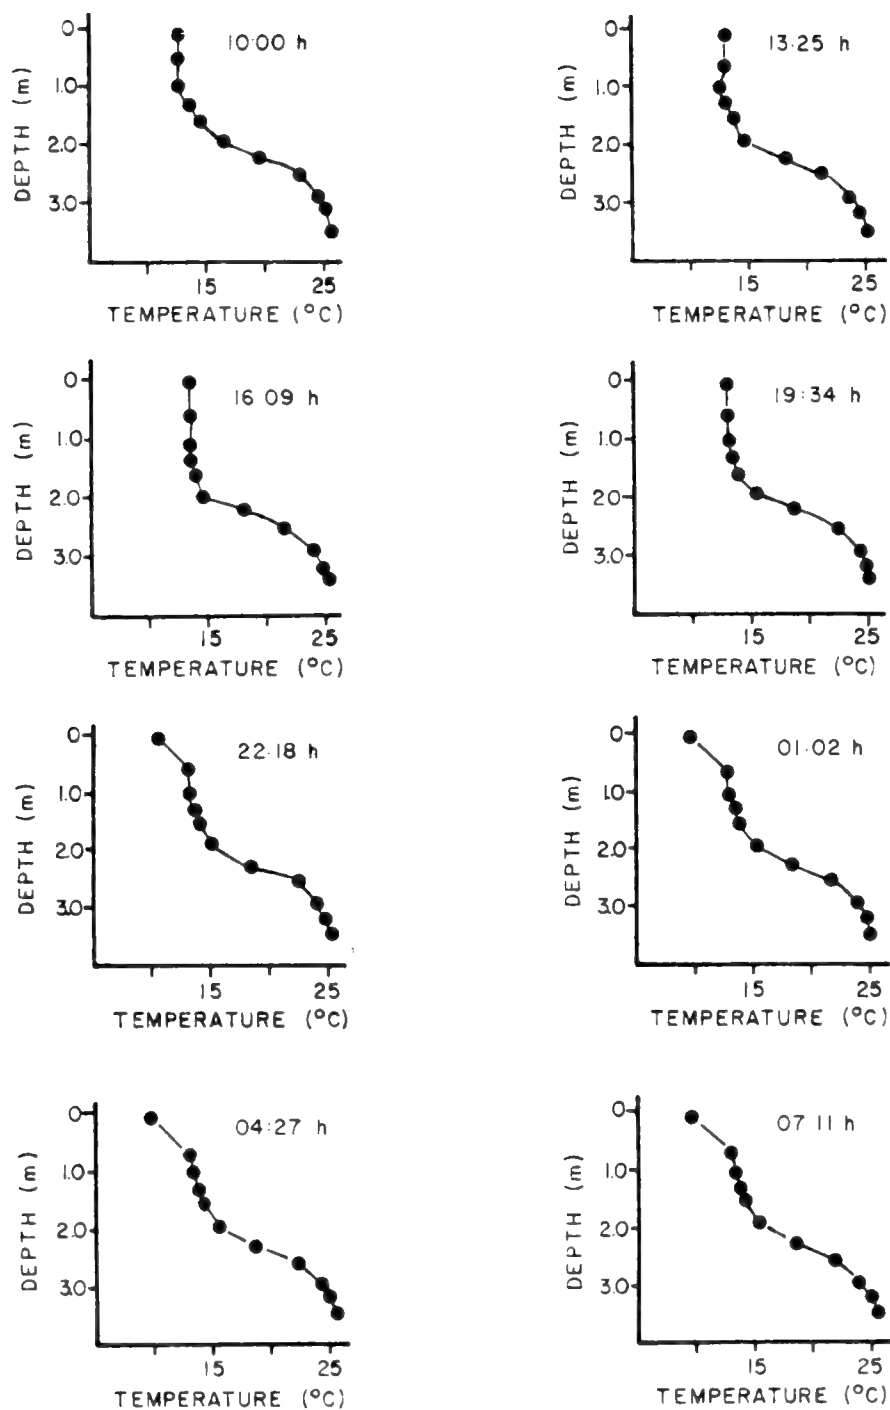 0
10:00 h
1.0
2.0
3.0
DEPTH (m)
15 25
TEMPERATURE (°C)
0
13:25 h
1.0
2.0
3.0
DEPTH (m)
15 25
TEMPERATURE (°C)
0
16 09 h
1.0
2.0
3.0
DEPTH (m)
15 25
TEMPERATURE (°C)
0
19:34 h
1.0
2.0
3.0
DEPTH (m)
15 25
TEMPERATURE (°C)
0
22:18 h
1.0
2.0
3.0
DEPTH (m)
15 25
TEMPERATURE (°C)
0
01:02 h
1.0
2.0
3.0
DEPTH (m)
15 25
TEMPERATURE (°C)
0
04:27 h
1.0
2.0
3.0
DEPTH (m)
15 25
TEMPERATURE (°C)
0
07 11 h
1.0
2.0
3.0
DEPTH (m)
15 25
TEMPERATURE (°C)